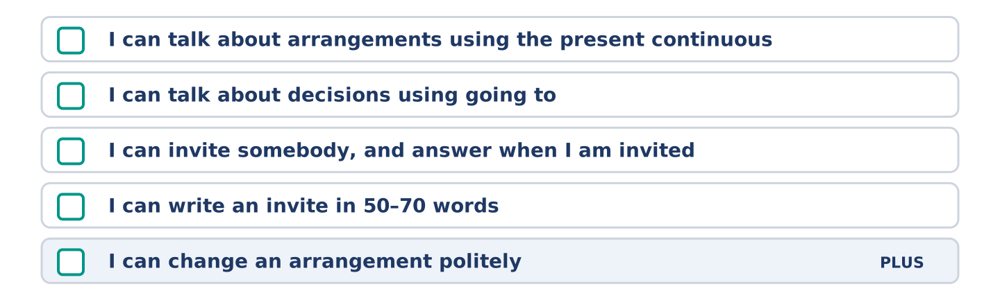 I can talk about arrangements using the present continuous
I can talk about decisions using going to
I can invite somebody, and answer when I am invited
I can write an invite in 50–70 words
I can change an arrangement politely PLUS